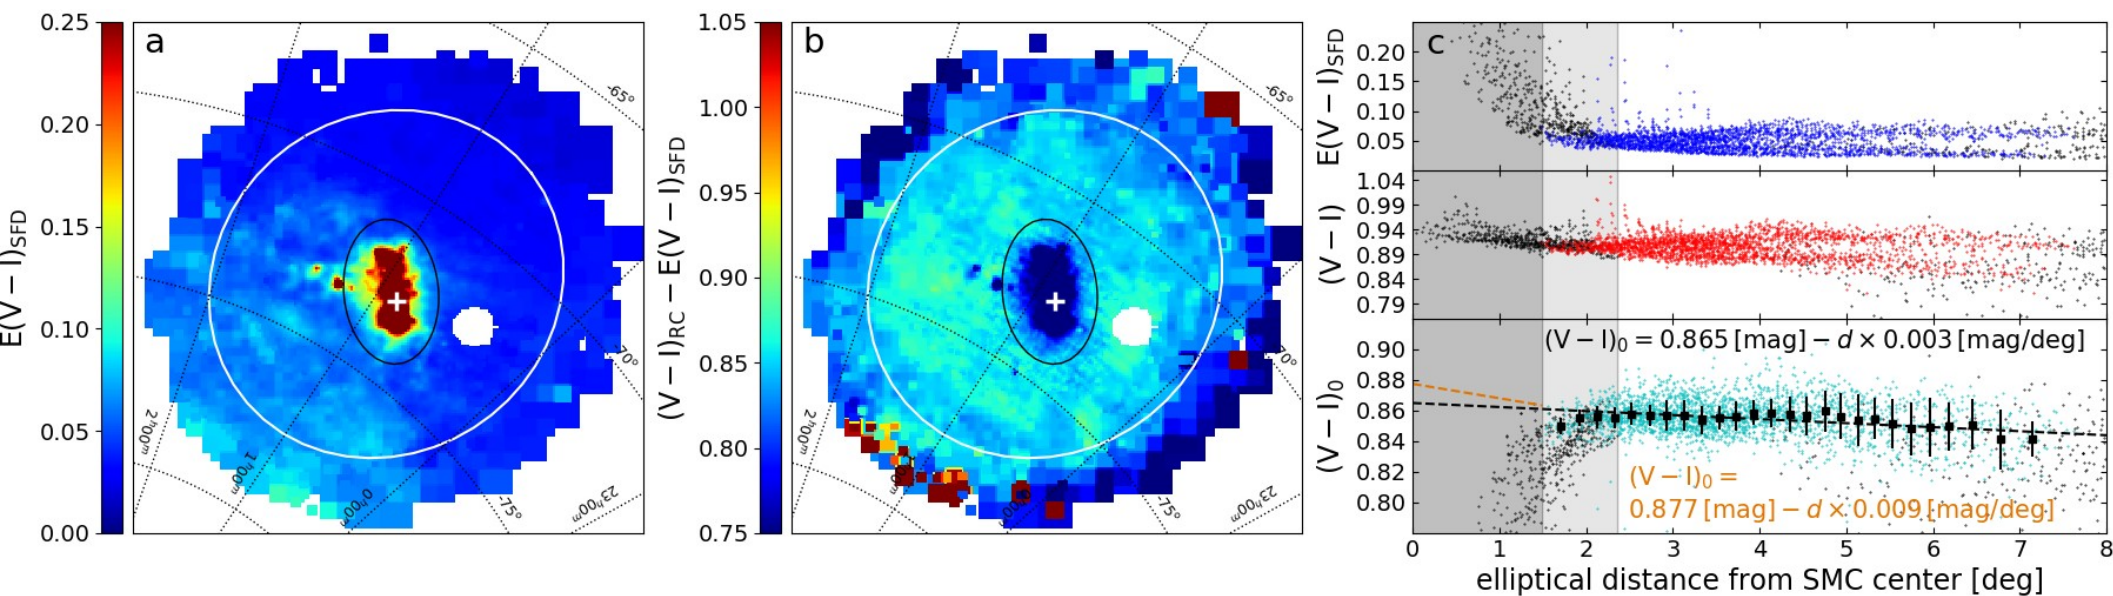 a
0.25
0.20
0.15
0.10
0.05
0.00
E(V − I)SFD
-65°
-70°
-75°
2ʰ00ᵐ
1ʰ00ᵐ
0ʰ00ᵐ
23ʰ00ᵐ
b
1.05
1.00
0.95
0.90
0.85
0.80
0.75
(V − I)RC − E(V − I)SFD
-65°
-70°
-75°
2ʰ00ᵐ
23ʰ00ᵐ
c
0.20
0.15
0.10
0.05
E(V − I)SFD
1.04
0.99
0.94
0.89
0.84
0.79
(V − I)
(V − I)₀ = 0.865 [mag] − d × 0.003 [mag/deg]
0.90
0.88
0.86
0.84
0.82
0.80
(V − I)₀
(V − I)₀ =
0.877 [mag] − d × 0.009 [mag/deg]
0 1 2 3 4 5 6 7 8
elliptical distance from SMC center [deg]